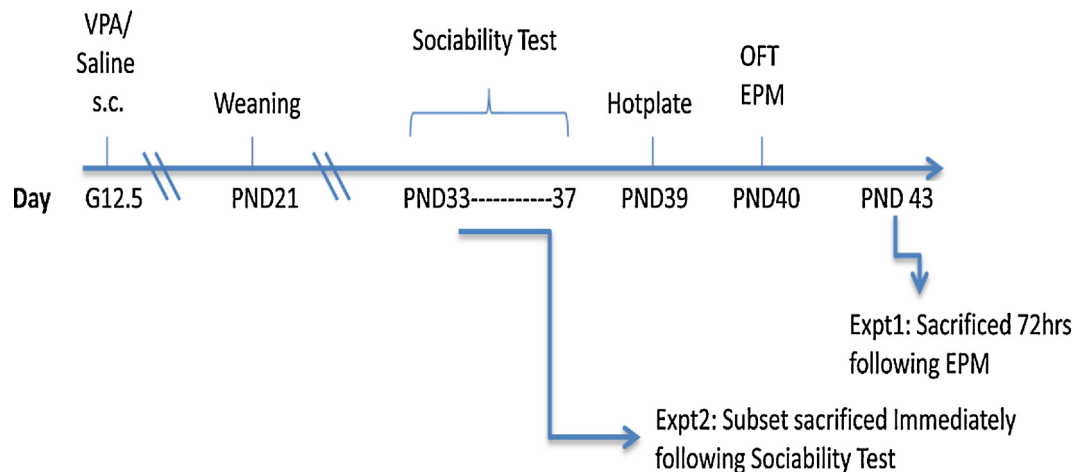 VPA/
Saline
s.c.
Weaning
Sociability Test
Hotplate
OFT
EPM
Day
G12.5
PND21
PND33-----------37
PND39
PND40
PND 43
Expt1: Sacrificed 72hrs
following EPM
Expt2: Subset sacrificed Immediately
following Sociability Test